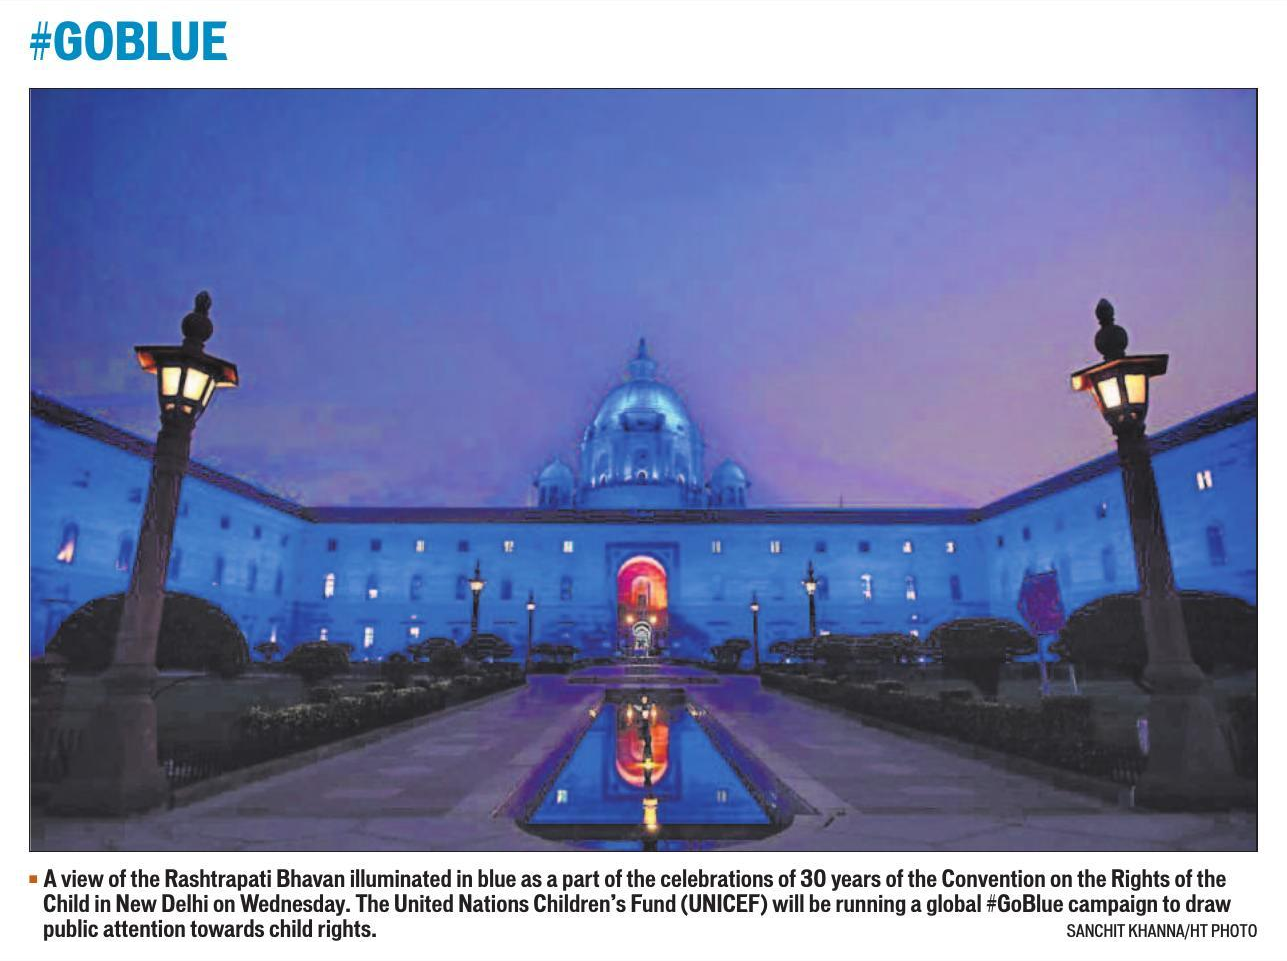 #GOBLUE
A view of the Rashtrapati Bhavan illuminated in blue as a part of the celebrations of 30 years of the Convention on the Rights of the
Child in New Delhi on Wednesday. The United Nations Children’s Fund (UNICEF) will be running a global #GoBlue campaign to draw
public attention towards child rights.
SANCHIT KHANNA/HT PHOTO